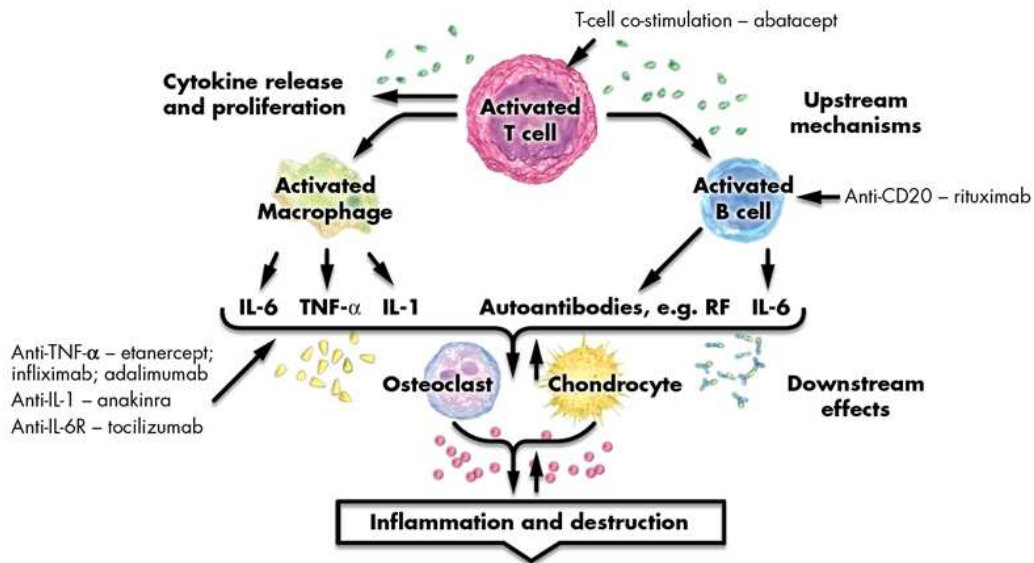 T-cell co-stimulation – abatacept
Cytokine release
and proliferation
Activated
T cell
Upstream
mechanisms
Activated
Macrophage
Activated
B cell
Anti-CD20 – rituximab
IL-6 TNF-α IL-1 Autoantibodies, e.g. RF IL-6
Anti-TNF-α – etanercept;
infliximab; adalimumab
Anti-IL-1 – anakinra
Anti-IL-6R – tocilizumab
Osteoclast
Chondrocyte
Downstream
effects
Inflammation and destruction